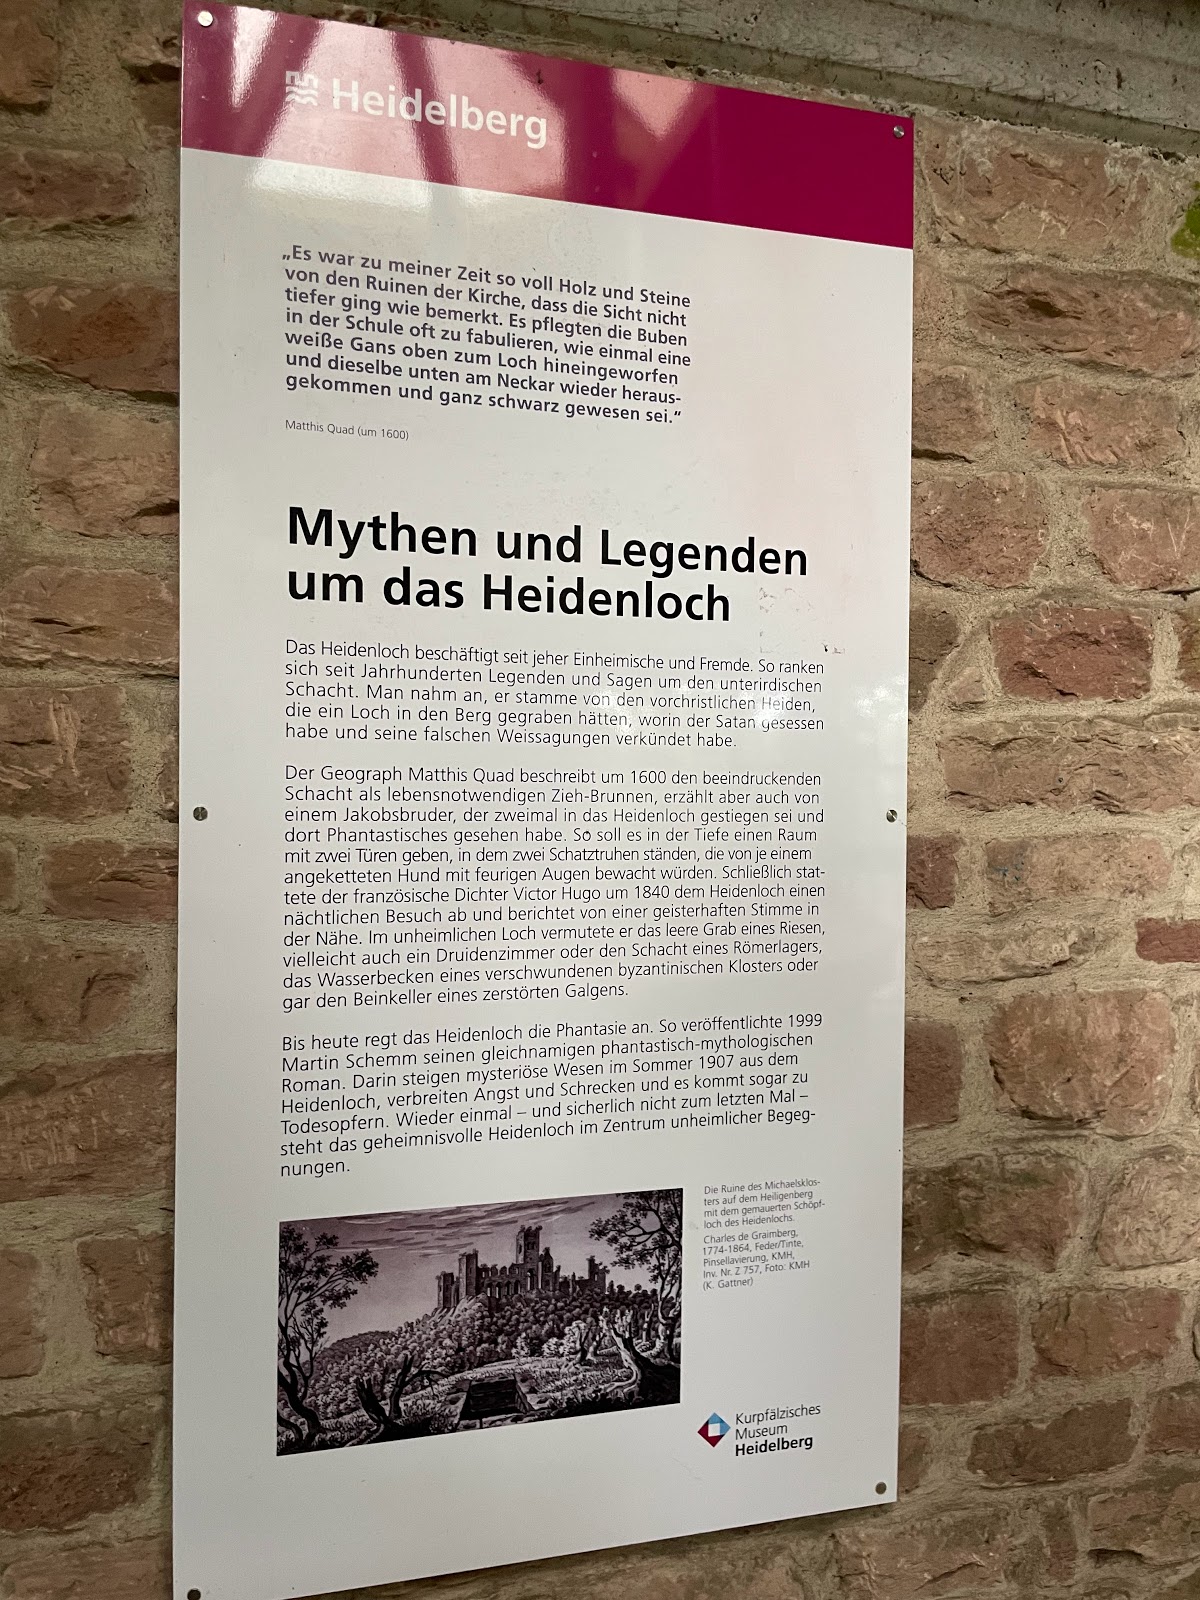 Heidelberg
„Es war zu meiner Zeit so voll Holz und Steine
von den Ruinen der Kirche, dass die Sicht nicht
tiefer ging wie bemerkt. Es pflegten die Buben
in der Schule oft zu fabulieren, wie einmal eine
weiße Gans oben zum Loch hineingeworfen
und dieselbe unten am Neckar wieder heraus-
gekommen und ganz schwarz gewesen sei.“
Matthis Quad (um 1600)
Mythen und Legenden
um das Heidenloch
Das Heidenloch beschäftigt seit jeher Einheimische und Fremde. So ranken
sich seit Jahrhunderten Legenden und Sagen um den unterirdischen
Schacht. Man nahm an, er stamme von den vorchristlichen Heiden,
die ein Loch in den Berg gegraben hätten, worin der Satan gesessen
habe und seine falschen Weissagungen verkündet habe.
Der Geograph Matthis Quad beschreibt um 1600 den beeindruckenden
Schacht als lebensnotwendigen Zieh-Brunnen, erzählt aber auch von
einem Jakobsbruder, der zweimal in das Heidenloch gestiegen sei und
dort Phantastisches gesehen habe. So soll es in der Tiefe einen Raum
mit zwei Türen geben, in dem zwei Schatztruhen ständen, die von je einem
angeketteten Hund mit feurigen Augen bewacht würden. Schließlich stat-
tete der französische Dichter Victor Hugo um 1840 dem Heidenloch einen
nächtlichen Besuch ab und berichtet von einer geisterhaften Stimme in
der Nähe. Im unheimlichen Loch vermutete er das leere Grab eines Riesen,
vielleicht auch ein Druidenzimmer oder den Schacht eines Römerlagers,
das Wasserbecken eines verschwundenen byzantinischen Klosters oder
gar den Beinkeller eines zerstörten Galgens.
Bis heute regt das Heidenloch die Phantasie an. So veröffentlichte 1999
Martin Schemm seinen gleichnamigen phantastisch-mythologischen
Roman. Darin steigen mysteriöse Wesen im Sommer 1907 aus dem
Heidenloch, verbreiten Angst und Schrecken und es kommt sogar zu
Todesopfern. Wieder einmal – und sicherlich nicht zum letzten Mal –
steht das geheimnisvolle Heidenloch im Zentrum unheimlicher Begeg-
nungen.
Die Ruine des Michaelsklos-
ters auf dem Heiligenberg
mit dem gemauerten Schöpf-
loch des Heidenlochs.
Charles de Graimberg,
1774-1864, Feder/Tinte,
Pinsellavierung, KMH,
Inv. Nr. Z 757, Foto: KMH
(K. Gattner)
Kurpfälzisches
Museum
Heidelberg